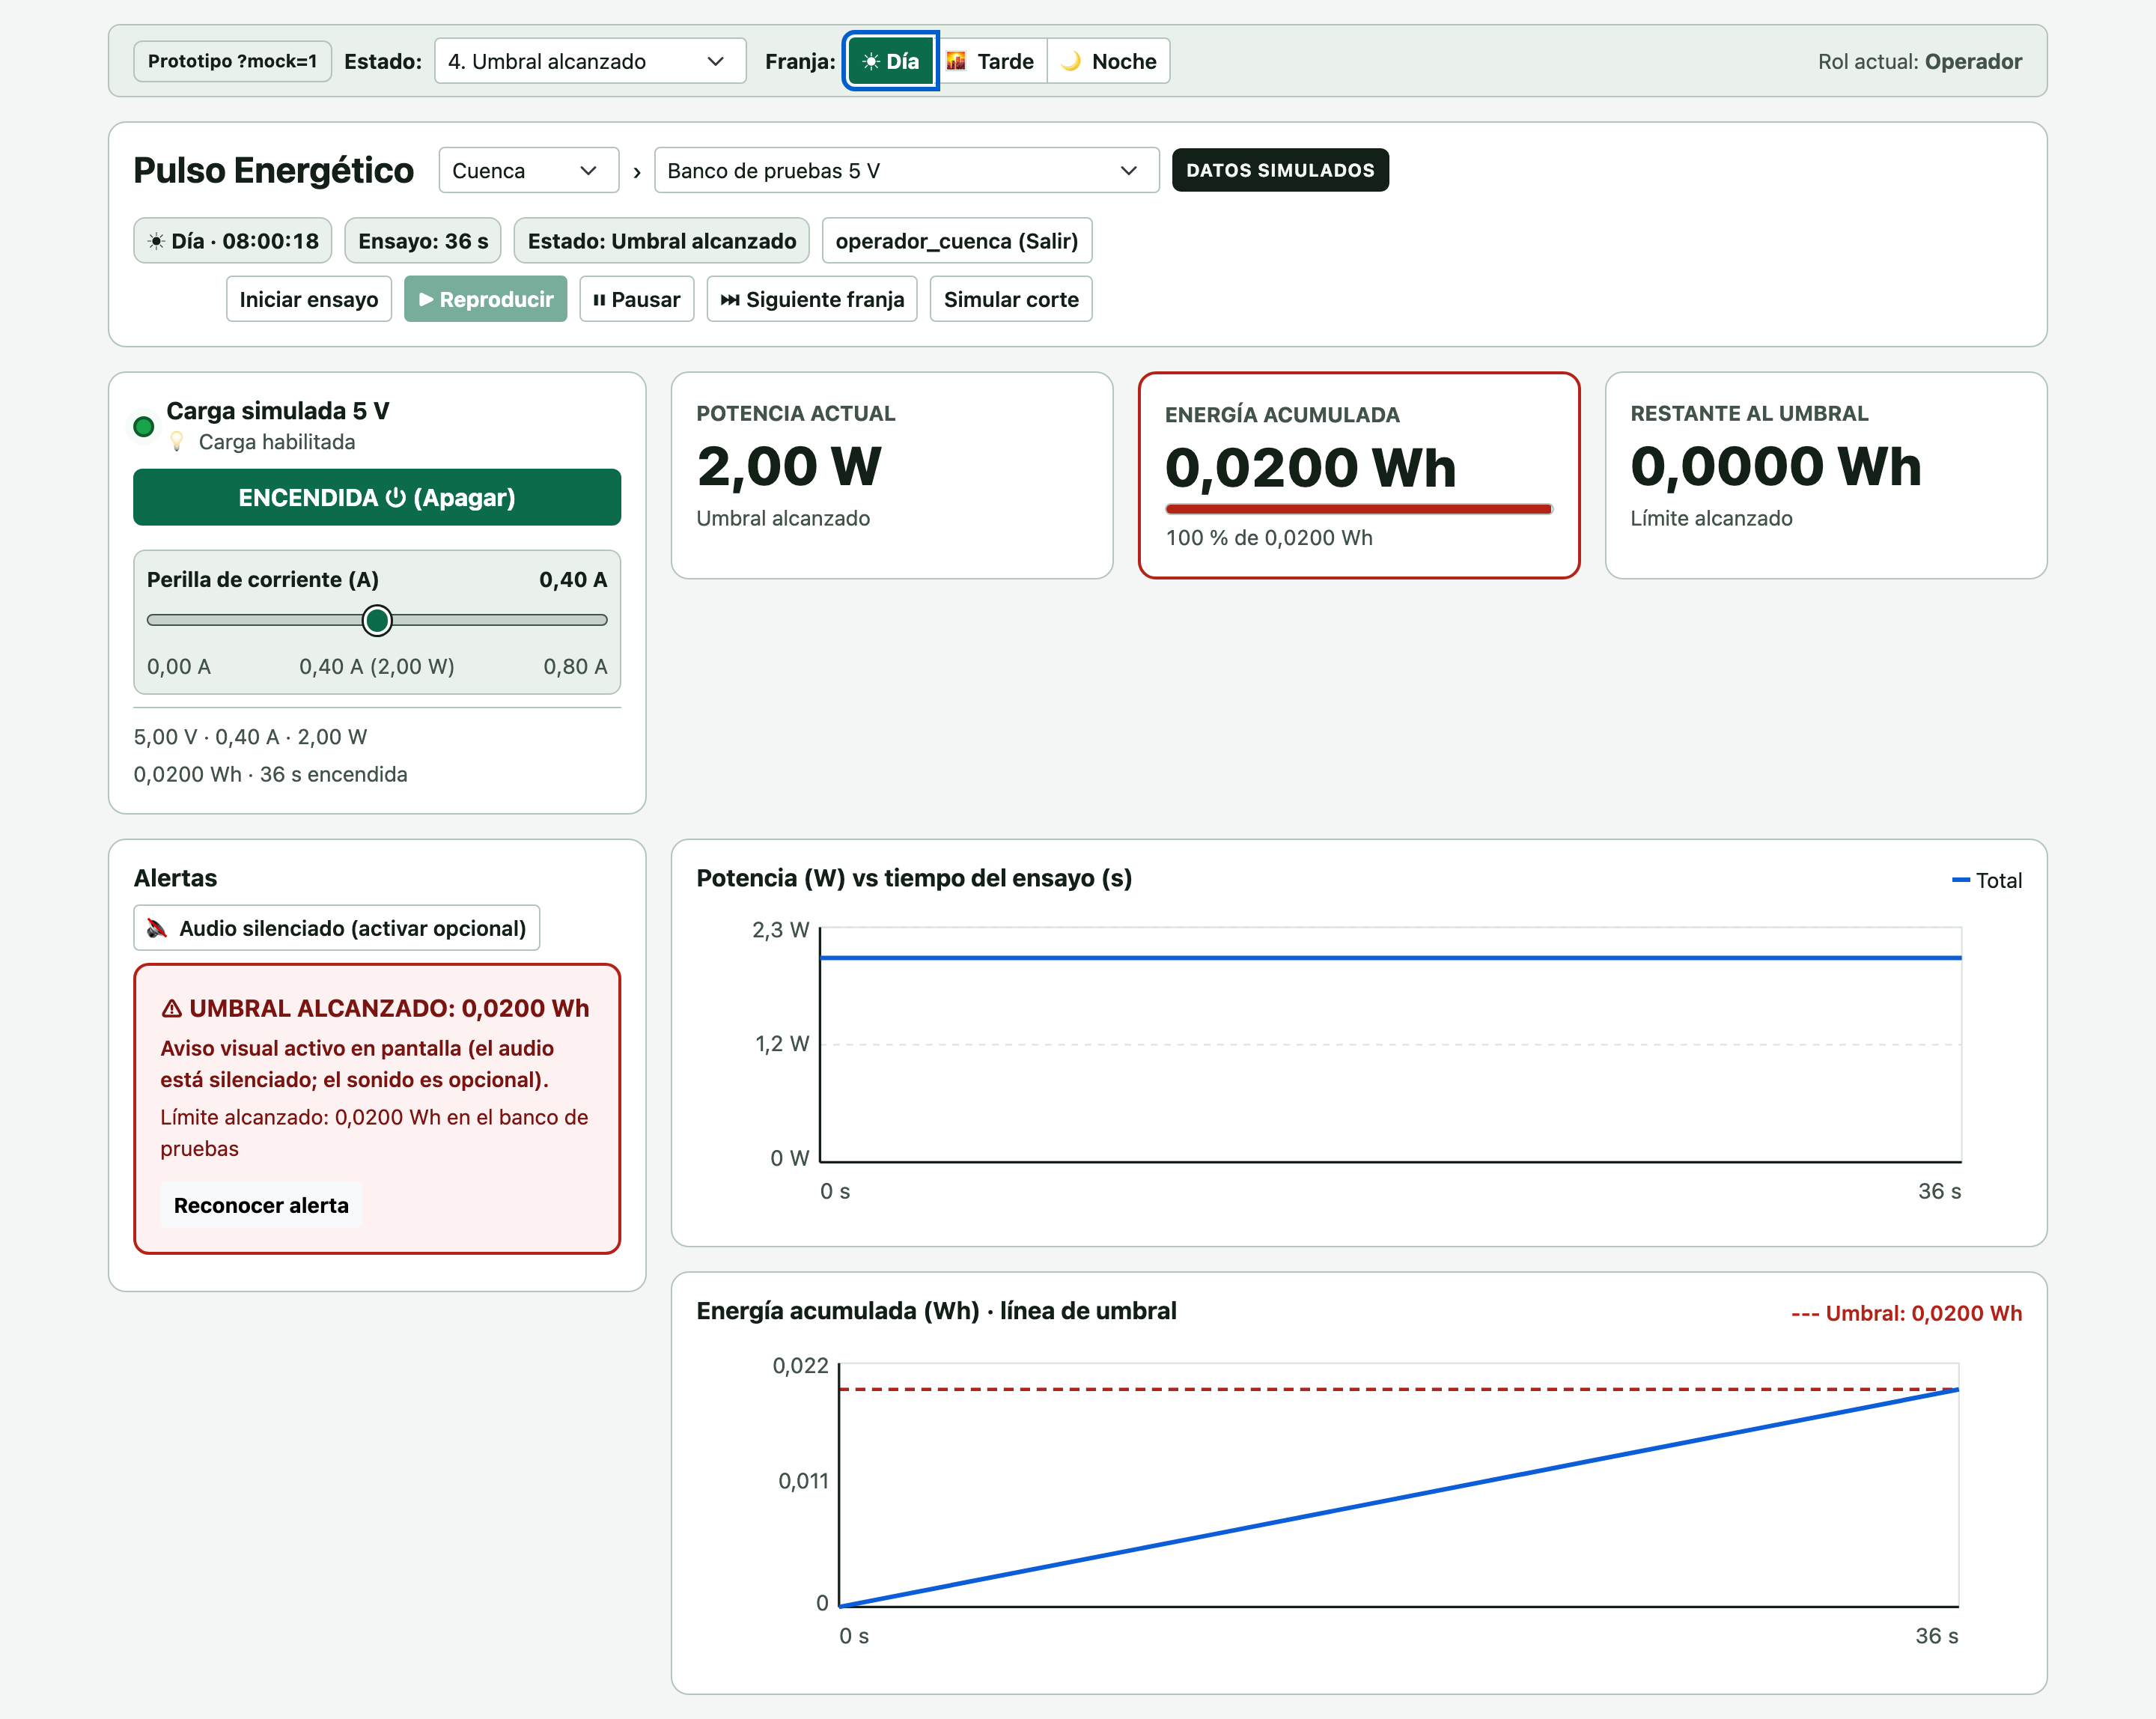 Prototipo ?mock=1 Estado: 4. Umbral alcanzado Franja: ☀ Día Tarde Noche Rol actual: Operador
Pulso Energético Cuenca › Banco de pruebas 5 V DATOS SIMULADOS
☀ Día · 08:00:18 Ensayo: 36 s Estado: Umbral alcanzado operador_cuenca (Salir)
Iniciar ensayo ▶ Reproducir Pausar Siguiente franja Simular corte
Carga simulada 5 V
Carga habilitada
ENCENDIDA ⏻ (Apagar)
Perilla de corriente (A) 0,40 A
0,00 A 0,40 A (2,00 W) 0,80 A
5,00 V · 0,40 A · 2,00 W
0,0200 Wh · 36 s encendida
POTENCIA ACTUAL
2,00 W
Umbral alcanzado
ENERGÍA ACUMULADA
0,0200 Wh
100 % de 0,0200 Wh
RESTANTE AL UMBRAL
0,0000 Wh
Límite alcanzado
Alertas
Audio silenciado (activar opcional)
⚠ UMBRAL ALCANZADO: 0,0200 Wh
Aviso visual activo en pantalla (el audio
está silenciado; el sonido es opcional).
Límite alcanzado: 0,0200 Wh en el banco de
pruebas
Reconocer alerta
Potencia (W) vs tiempo del ensayo (s) Total
2,3 W
1,2 W
0 W
0 s 36 s
Energía acumulada (Wh) · línea de umbral --- Umbral: 0,0200 Wh
0,022
0,011
0
0 s 36 s